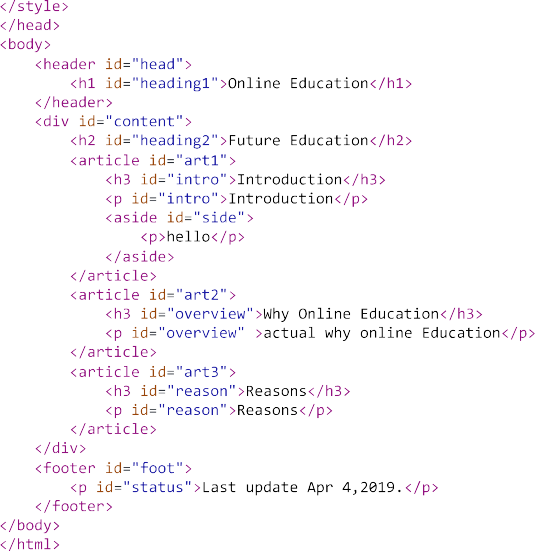 </style>
</head>
<body>
    <header id="head">
        <h1 id="heading1">Online Education</h1>
    </header>
    <div id="content">
        <h2 id="heading2">Future Education</h2>
        <article id="art1">
            <h3 id="intro">Introduction</h3>
            <p id="intro">Introduction</p>
            <aside id="side">
                <p>hello</p>
            </aside>
        </article>
        <article id="art2">
            <h3 id="overview">Why Online Education</h3>
            <p id="overview" >actual why online Education</p>
        </article>
        <article id="art3">
            <h3 id="reason">Reasons</h3>
            <p id="reason">Reasons</p>
        </article>
    </div>
    <footer id="foot">
        <p id="status">Last update Apr 4,2019.</p>
    </footer>
</body>
</html>